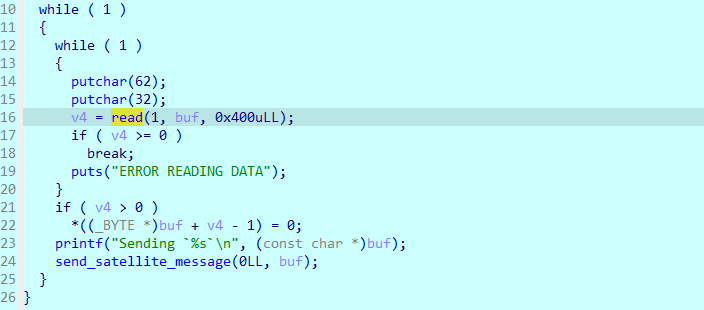 10 while ( 1 )
11 {
12 while ( 1 )
13 {
14 putchar(62);
15 putchar(32);
16 v4 = read(1, buf, 0x400uLL);
17 if ( v4 >= 0 )
18 break;
19 puts("ERROR READING DATA");
20 }
21 if ( v4 > 0 )
22 *((_BYTE *)buf + v4 - 1) = 0;
23 printf("Sending `%s`\n", (const char *)buf);
24 send_satellite_message(0LL, buf);
25 }
26 }